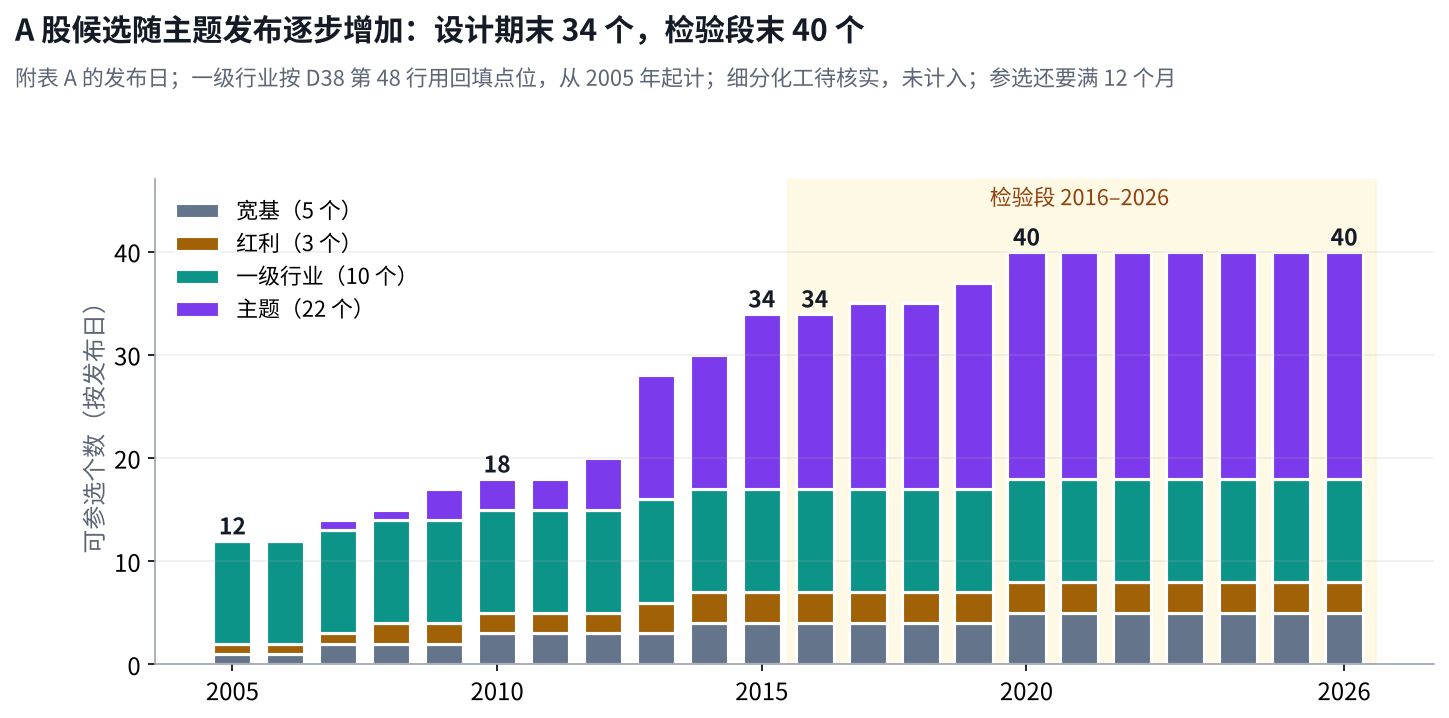 A 股候选随主题发布逐步增加：设计期末 34 个，检验段末 40 个
附表 A 的发布日；一级行业按 D38 第 48 行用回填点位，从 2005 年起计；细分化工待核实，未计入；参选还要满 12 个月
检验段 2016–2026
宽基（5 个）
红利（3 个）
一级行业（10 个）
主题（22 个）
可参选个数（按发布日）
40
30
20
10
0
12
18
34
34
40
40
2005
2010
2015
2020
2026